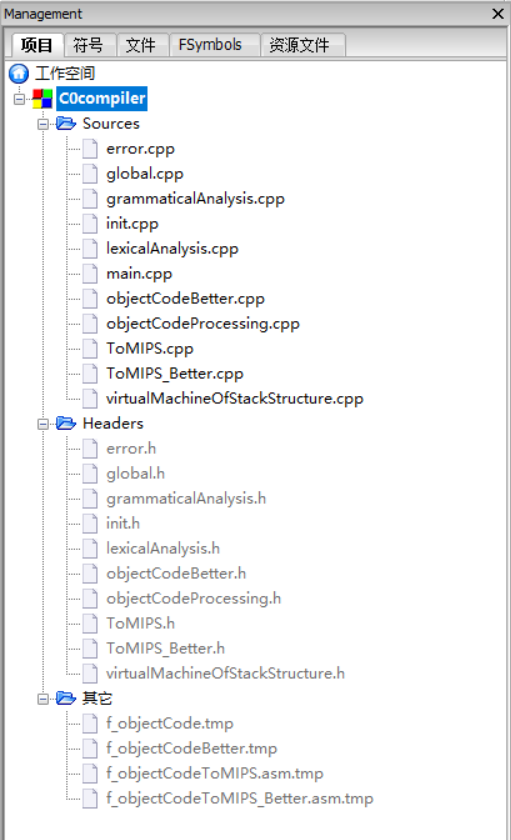 Management
项目 符号 文件 FSymbols 资源文件
工作空间
C0compiler
Sources
error.cpp
global.cpp
grammaticalAnalysis.cpp
init.cpp
lexicalAnalysis.cpp
main.cpp
objectCodeBetter.cpp
objectCodeProcessing.cpp
ToMIPS.cpp
ToMIPS_Better.cpp
virtualMachineOfStackStructure.cpp
Headers
error.h
global.h
grammaticalAnalysis.h
init.h
lexicalAnalysis.h
objectCodeBetter.h
objectCodeProcessing.h
ToMIPS.h
ToMIPS_Better.h
virtualMachineOfStackStructure.h
其它
f_objectCode.tmp
f_objectCodeBetter.tmp
f_objectCodeToMIPS.asm.tmp
f_objectCodeToMIPS_Better.asm.tmp